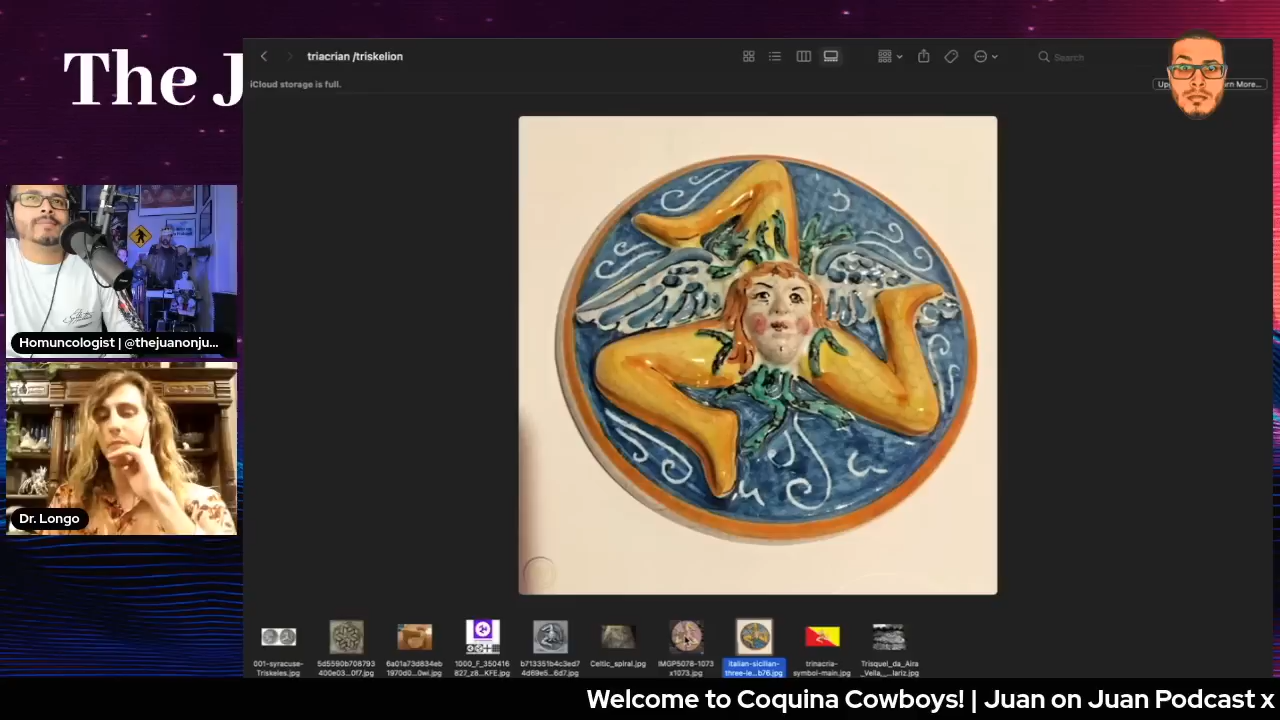 The J
triacrian /triskelion
Search
iCloud storage is full.
Homuncologist | @thejuanonju...
Dr. Longo
001-syracuse-
Triskeles.jpg
5d5590b708793
400e03...0f7.jpg
6a01a73d834eb
1970d0...0wi.jpg
1000_F_350416
827_z8...KFE.jpg
b713351b4c3ed7
4d69e5...6d7.jpg
Celtic_spiral.jpg
IMGP5078-1073
x1073.jpg
italian-sicilian-
three-le...b76.jpg
trinacria-
symbol-main.jpg
Trisquel_da_Aira
_Vella_...lariz.jpg
Welcome to Coquina Cowboys! | Juan on Juan Podcast x